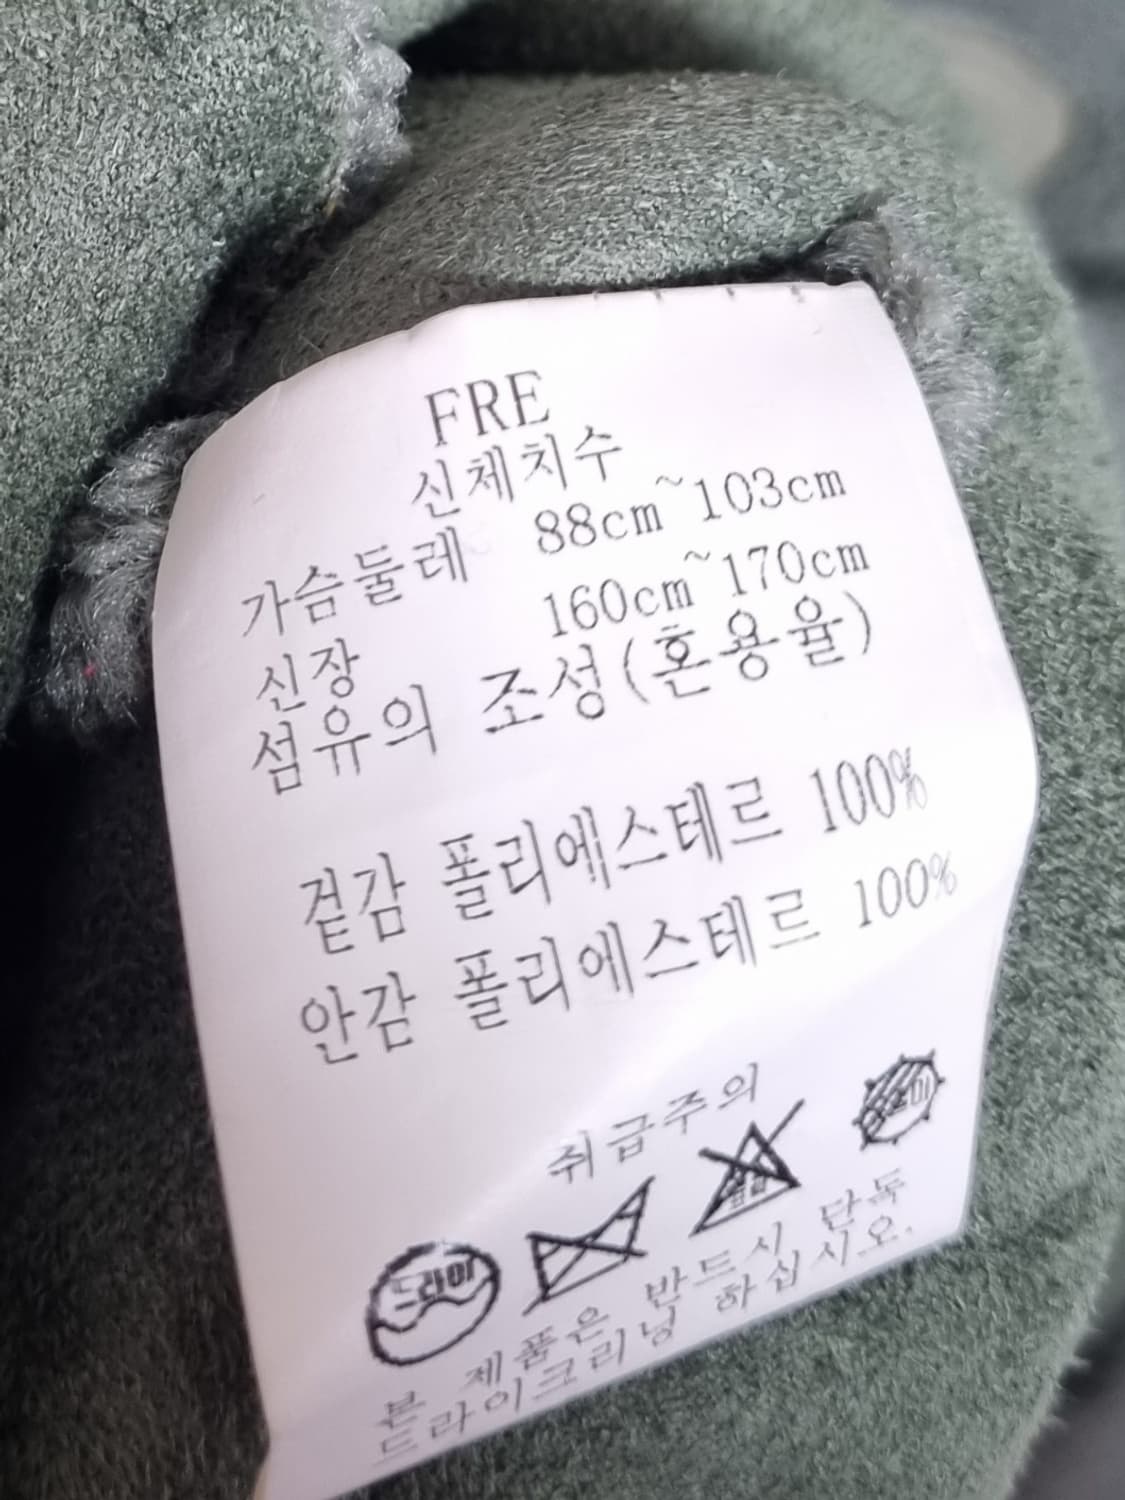 FRE
신체치수
가슴둘레 88cm~103cm
신장 160cm~170cm
섬유의 조성(혼용율)
겉감 폴리에스테르 100%
안감 폴리에스테르 100%
취급주의
드라이
본 제품은 반드시 단독
드라이크리닝 하십시오.